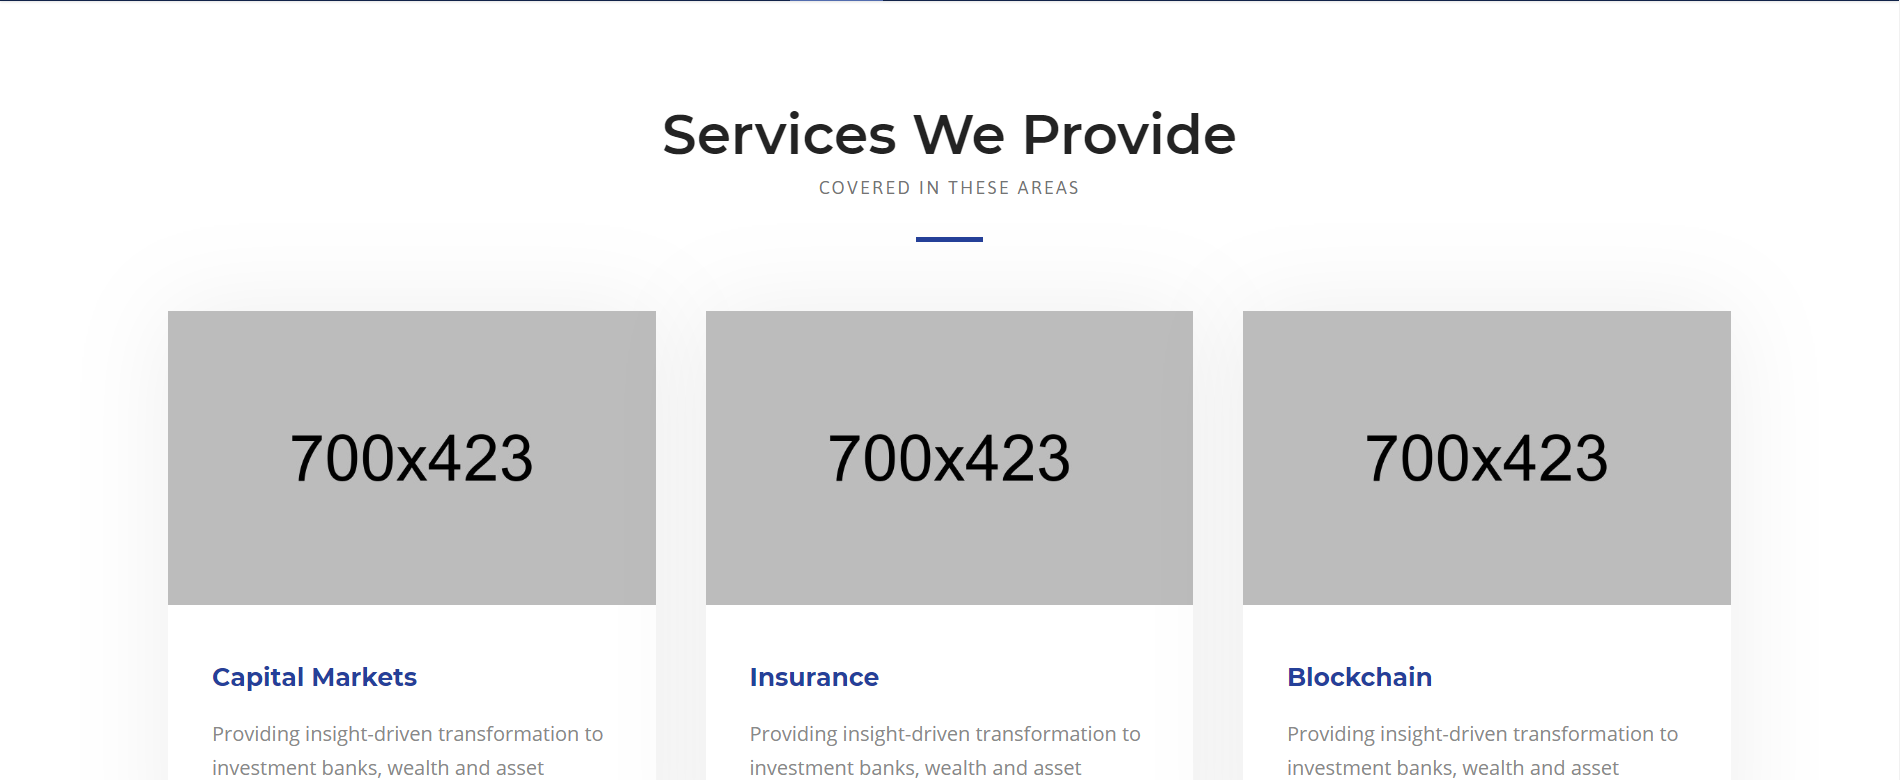 Services We Provide
COVERED IN THESE AREAS
700x423
700x423
700x423
Capital Markets
Providing insight-driven transformation to
investment banks, wealth and asset
Insurance
Providing insight-driven transformation to
investment banks, wealth and asset
Blockchain
Providing insight-driven transformation to
investment banks, wealth and asset